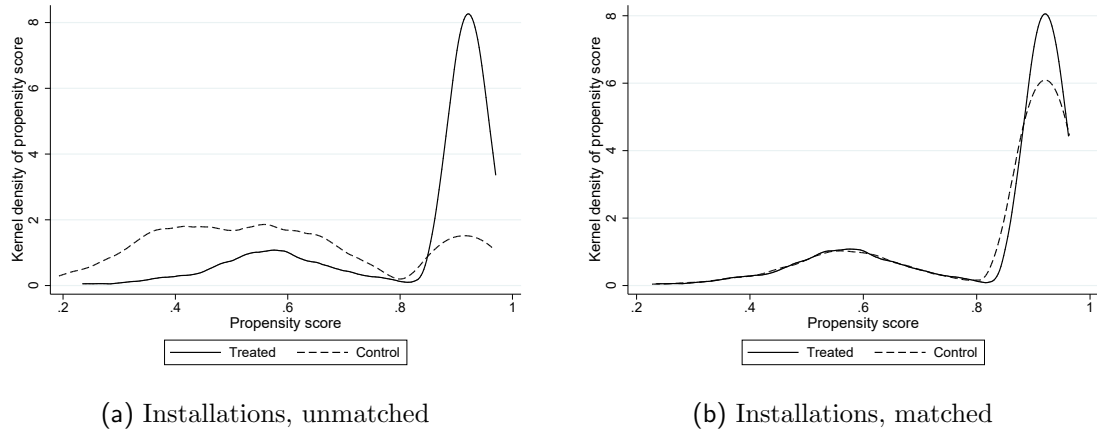 Kernel density of propensity score
8
6
4
2
0
.2 .4 .6 .8 1
Propensity score
Treated Control
(a) Installations, unmatched
Kernel density of propensity score
8
6
4
2
0
.2 .4 .6 .8 1
Propensity score
Treated Control
(b) Installations, matched